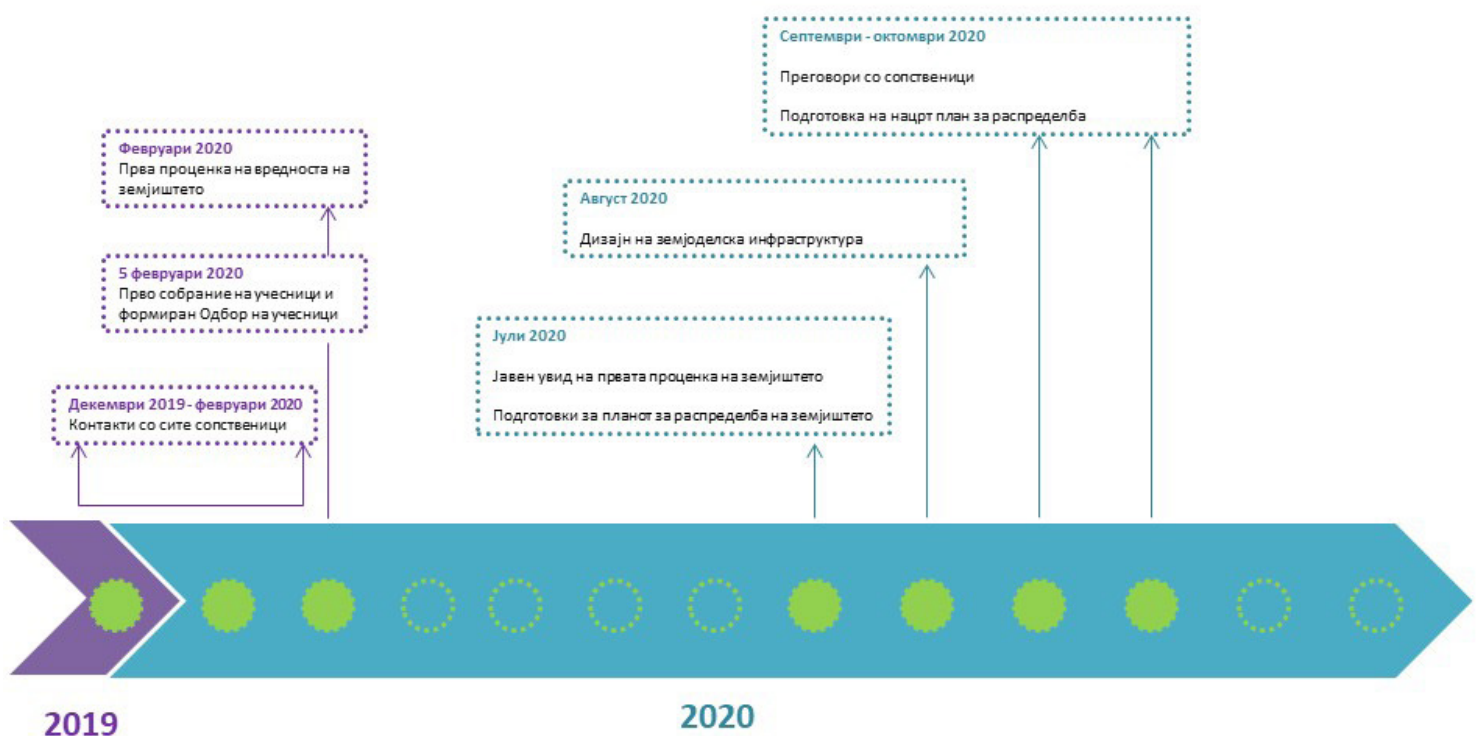 Септември - октомври 2020
Преговори со сопственици
Подготовка на нацрт план за распределба
Февруари 2020
Прва проценка на вредноста на
земјиштето
Август 2020
Дизајн на земјоделска инфраструктура
5 февруари 2020
Прво собрание на учесници и
формиран Одбор на учесници
Јули 2020
Јавен увид на првата проценка на земјиштето
Подготовки за планот за распределба на земјиштето
Декември 2019 - февруари 2020
Контакти со сите сопственици
2019
2020